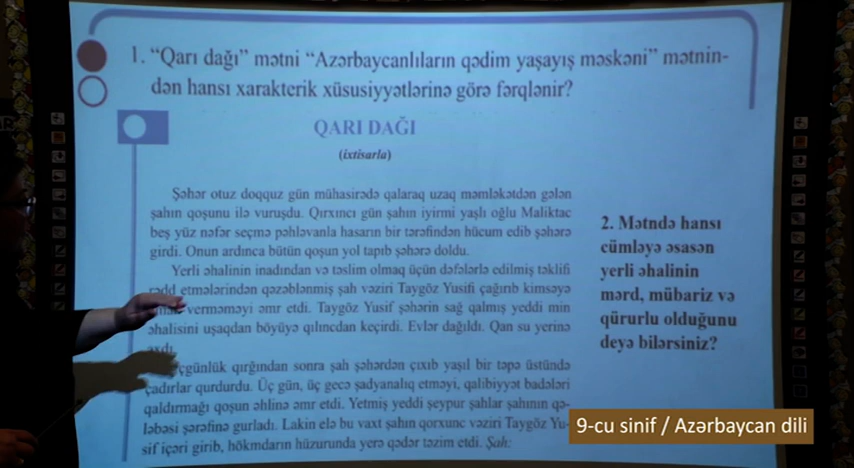 1. “Qarı dağı” mətni “Azərbaycanlıların qədim yaşayış məskəni” mətnin-
dən hansı xarakterik xüsusiyyətlərinə görə fərqlənir?
QARI DAĞI
(ixtisarla)
Şəhər otuz doqquz gün mühasirədə qalaraq uzaq məmləkətdən gələn
şahın qoşunu ilə vuruşdu. Qırxıncı gün şahın iyirmi yaşlı oğlu Maliktac
beş yüz nəfər seçmə pəhləvanla hasarın bir tərəfindən hücum edib şəhərə
girdi. Onun ardınca bütün qoşun yol tapıb şəhərə doldu.
Yerli əhalinin inadından və təslim olmaq üçün dəfələrlə edilmiş təklifi
rədd etmələrindən qəzəblənmiş şah vəziri Taygöz Yusifi çağırıb kimsəyə
verməməyi əmr etdi. Taygöz Yusif şəhərin sağ qalmış yeddi min
əhalisini uşaqdan böyüyə qılıncdan keçirdi. Evlər dağıldı. Qan su yerinə
axdı.
günlük qırğından sonra şah şəhərdən çıxıb yaşıl bir təpə üstündə
çadırlar qurdurdu. Üç gün, üç gecə şadyanalıq etməyi, qalibiyyət badələri
qaldırmağı qoşun əhlinə əmr etdi. Yetmiş yeddi şeypur şahlar şahının qə-
ləbəsi şərəfinə gurladı. Lakin elə bu vaxt şahın qorxunc vəziri Taygöz Yu-
sif içəri girib, hökmdarın hüzurunda yerə qədər təzim etdi. Şah:
2. Mətndə hansı
cümləyə əsasən
yerli əhalinin
mərd, mübariz və
qürurlu olduğunu
deyə bilərsiniz?
9-cu sinif / Azərbaycan dili